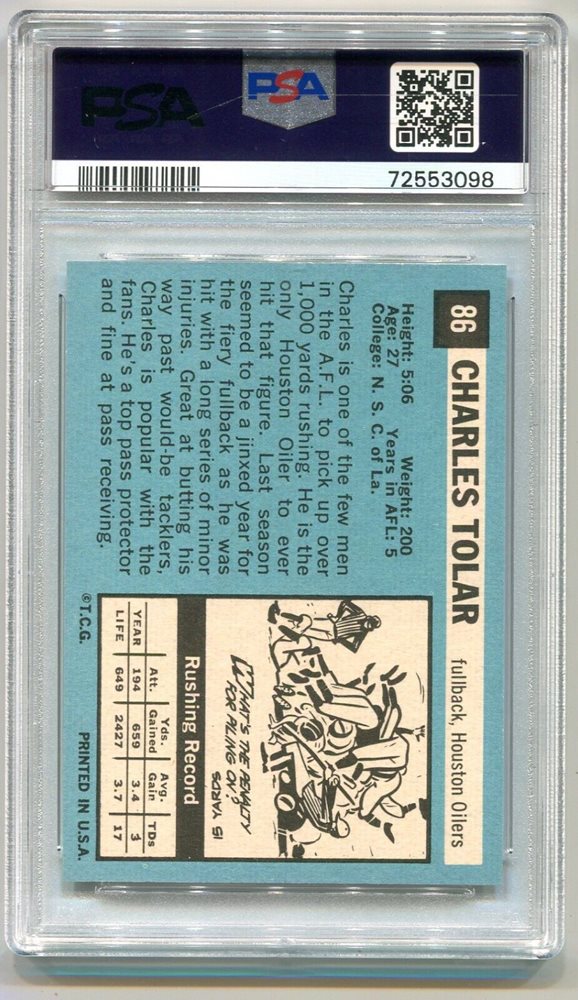 PSA
PSA
72553098
86
CHARLES TOLAR
fullback, Houston Oilers
Height: 5:06 Weight: 200
Age: 27 Years in AFL: 5
College: N. S. C. of La.
Charles is one of the few men
in the A.F.L. to pick up over
1,000 yards rushing. He is the
only Houston Oiler to ever
hit that figure. Last season
seemed to be a jinxed year for
the fiery fullback as he was
hit with a long series of minor
injuries. Great at butting his
way past would-be tacklers,
Charles is popular with the
fans. He's a top pass protector
and fine at pass receiving.
WHAT'S THE PENALTY
FOR PILING ON?
15 YARDS
Rushing Record
Att. Yds. Gained Avg. Gain TDs
YEAR 194 659 3.4 3
LIFE 649 2427 3.7 17
©T.C.G. PRINTED IN U.S.A.